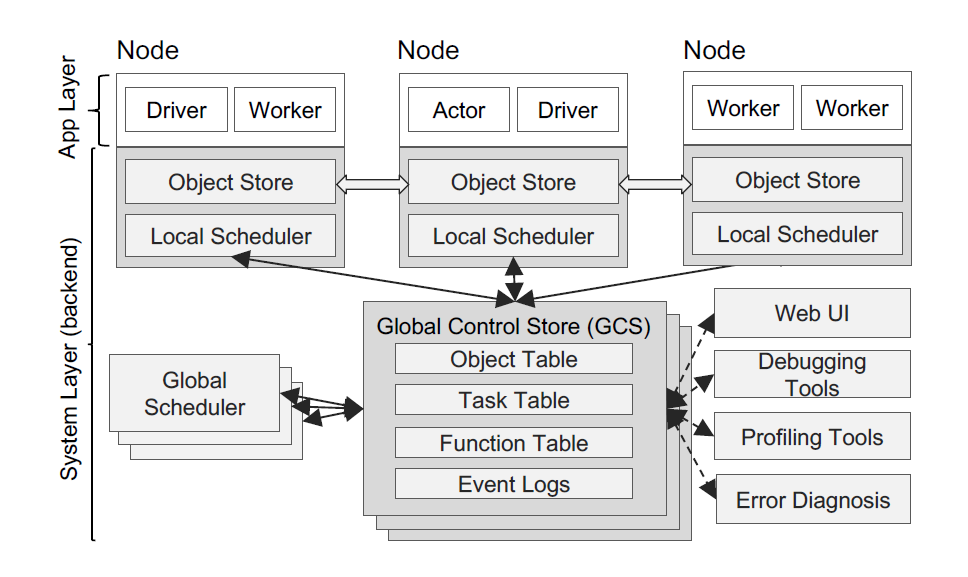 Node
Node
Node
App Layer
Driver
Worker
Actor
Driver
Worker
Worker
Object Store
Object Store
Object Store
Local Scheduler
Local Scheduler
Local Scheduler
System Layer (backend)
Global Control Store (GCS)
Object Table
Task Table
Function Table
Event Logs
Global
Scheduler
Web UI
Debugging
Tools
Profiling Tools
Error Diagnosis